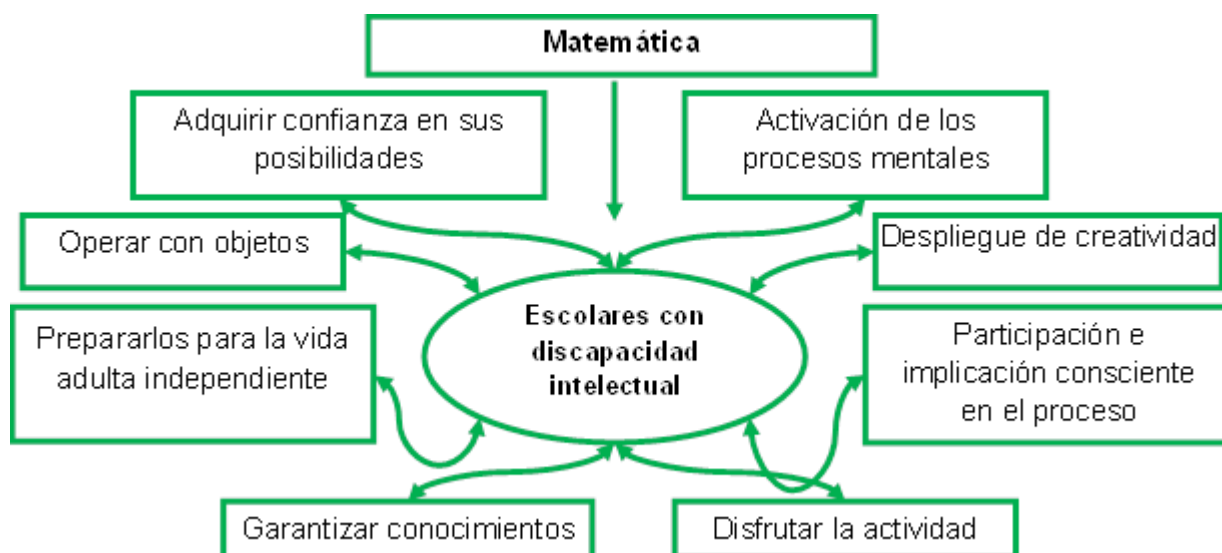 Matemática
Adquirir confianza en sus
posibilidades
Activación de los
procesos mentales
Operar con objetos
Despliegue de creatividad
Escolares con
discapacidad
intelectual
Prepararlos para la vida
adulta independiente
Participación e
implicación consciente
en el proceso
Garantizar conocimientos
Disfrutar la actividad